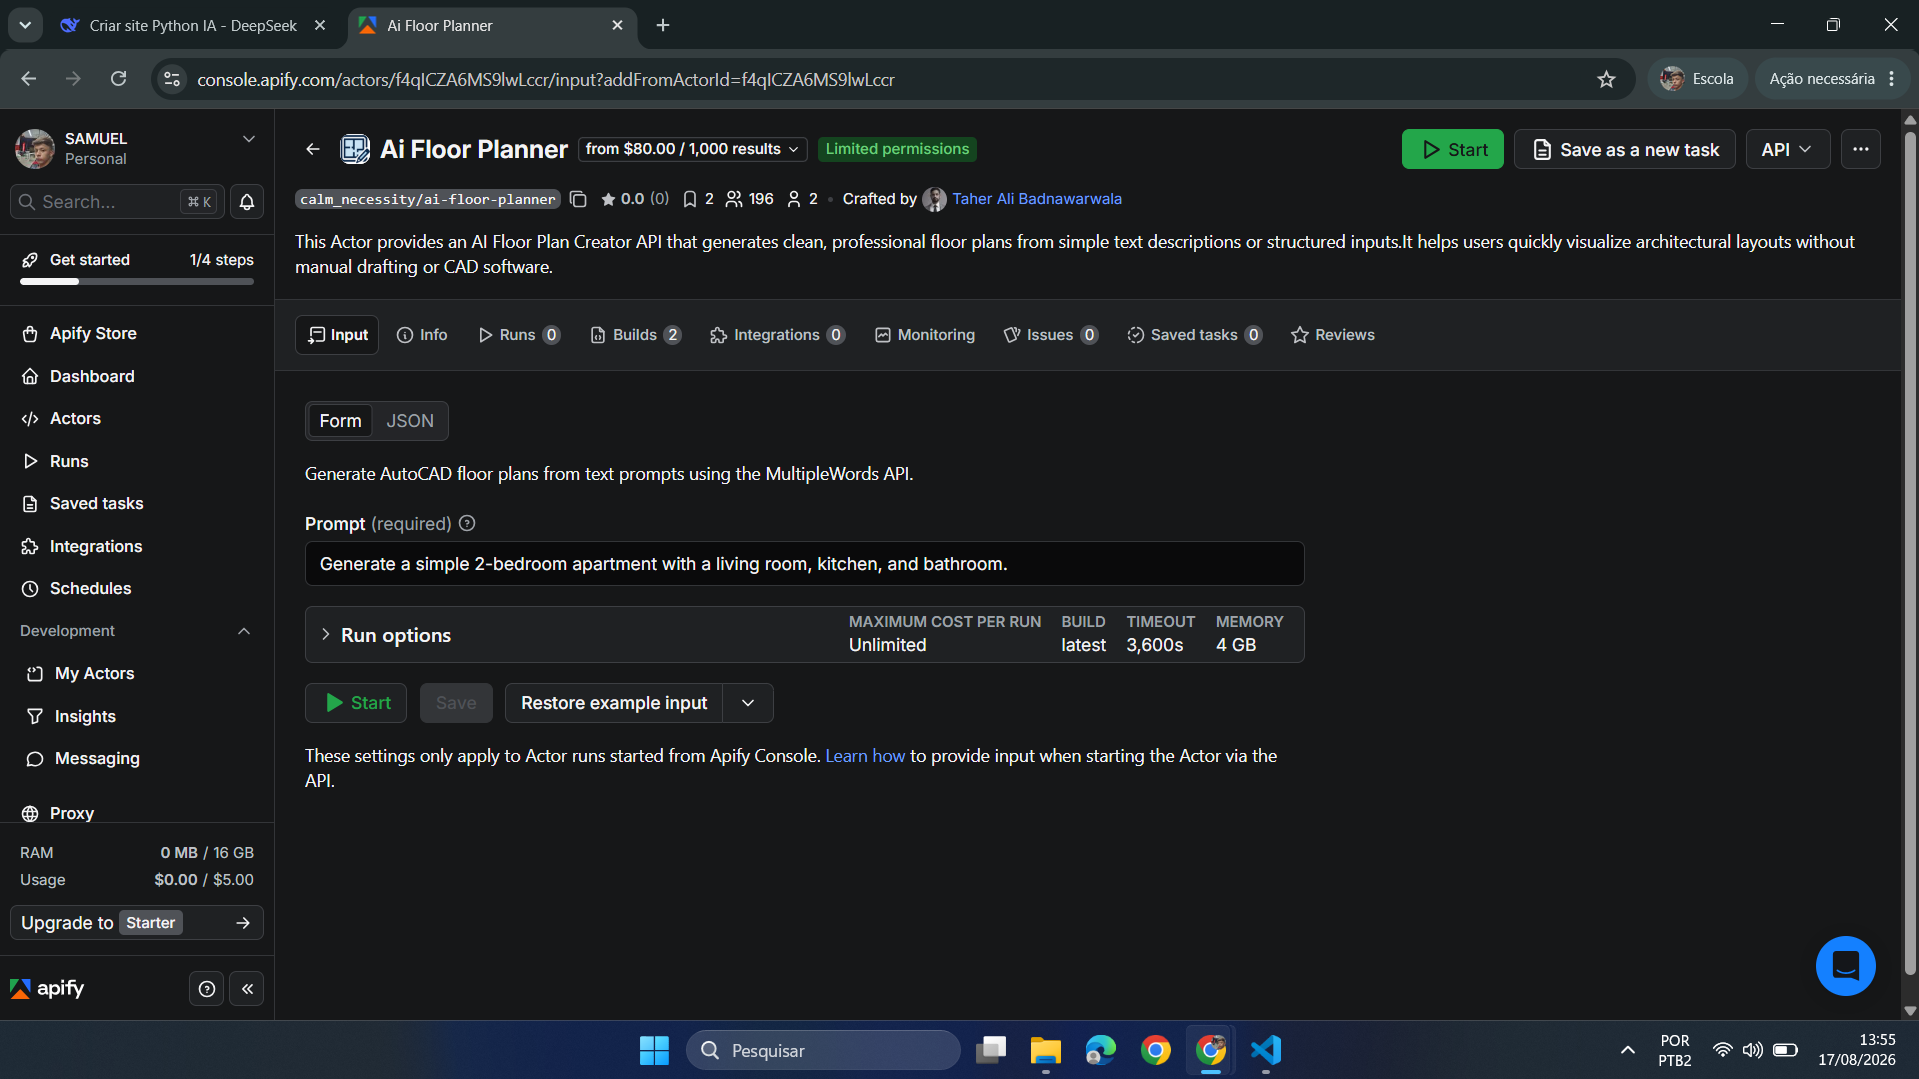 Criar site Python IA - DeepSeek
Ai Floor Planner
console.apify.com/actors/f4qICZA6MS9lwLccr/input?addFromActorId=f4qICZA6MS9lwLccr
Escola
Ação necessária
SAMUEL
Personal
Search...
⌘ K
Get started
1/4 steps
Apify Store
Dashboard
Actors
Runs
Saved tasks
Integrations
Schedules
Development
My Actors
Insights
Messaging
Proxy
RAM
0 MB / 16 GB
Usage
$0.00 / $5.00
Upgrade to Starter
apify
Ai Floor Planner
from $80.00 / 1,000 results
Limited permissions
Start
Save as a new task
API
calm_necessity/ai-floor-planner
0.0 (0)
2
196
2
Crafted by Taher Ali Badnawarwala
This Actor provides an AI Floor Plan Creator API that generates clean, professional floor plans from simple text descriptions or structured inputs.It helps users quickly visualize architectural layouts without
manual drafting or CAD software.
Input
Info
Runs 0
Builds 2
Integrations 0
Monitoring
Issues 0
Saved tasks 0
Reviews
Form
JSON
Generate AutoCAD floor plans from text prompts using the MultipleWords API.
Prompt (required)
Generate a simple 2-bedroom apartment with a living room, kitchen, and bathroom.
Run options
MAXIMUM COST PER RUN
Unlimited
BUILD
latest
TIMEOUT
3,600s
MEMORY
4 GB
Start
Save
Restore example input
These settings only apply to Actor runs started from Apify Console. Learn how to provide input when starting the Actor via the
API.
Pesquisar
POR
PTB2
13:55
17/08/2026